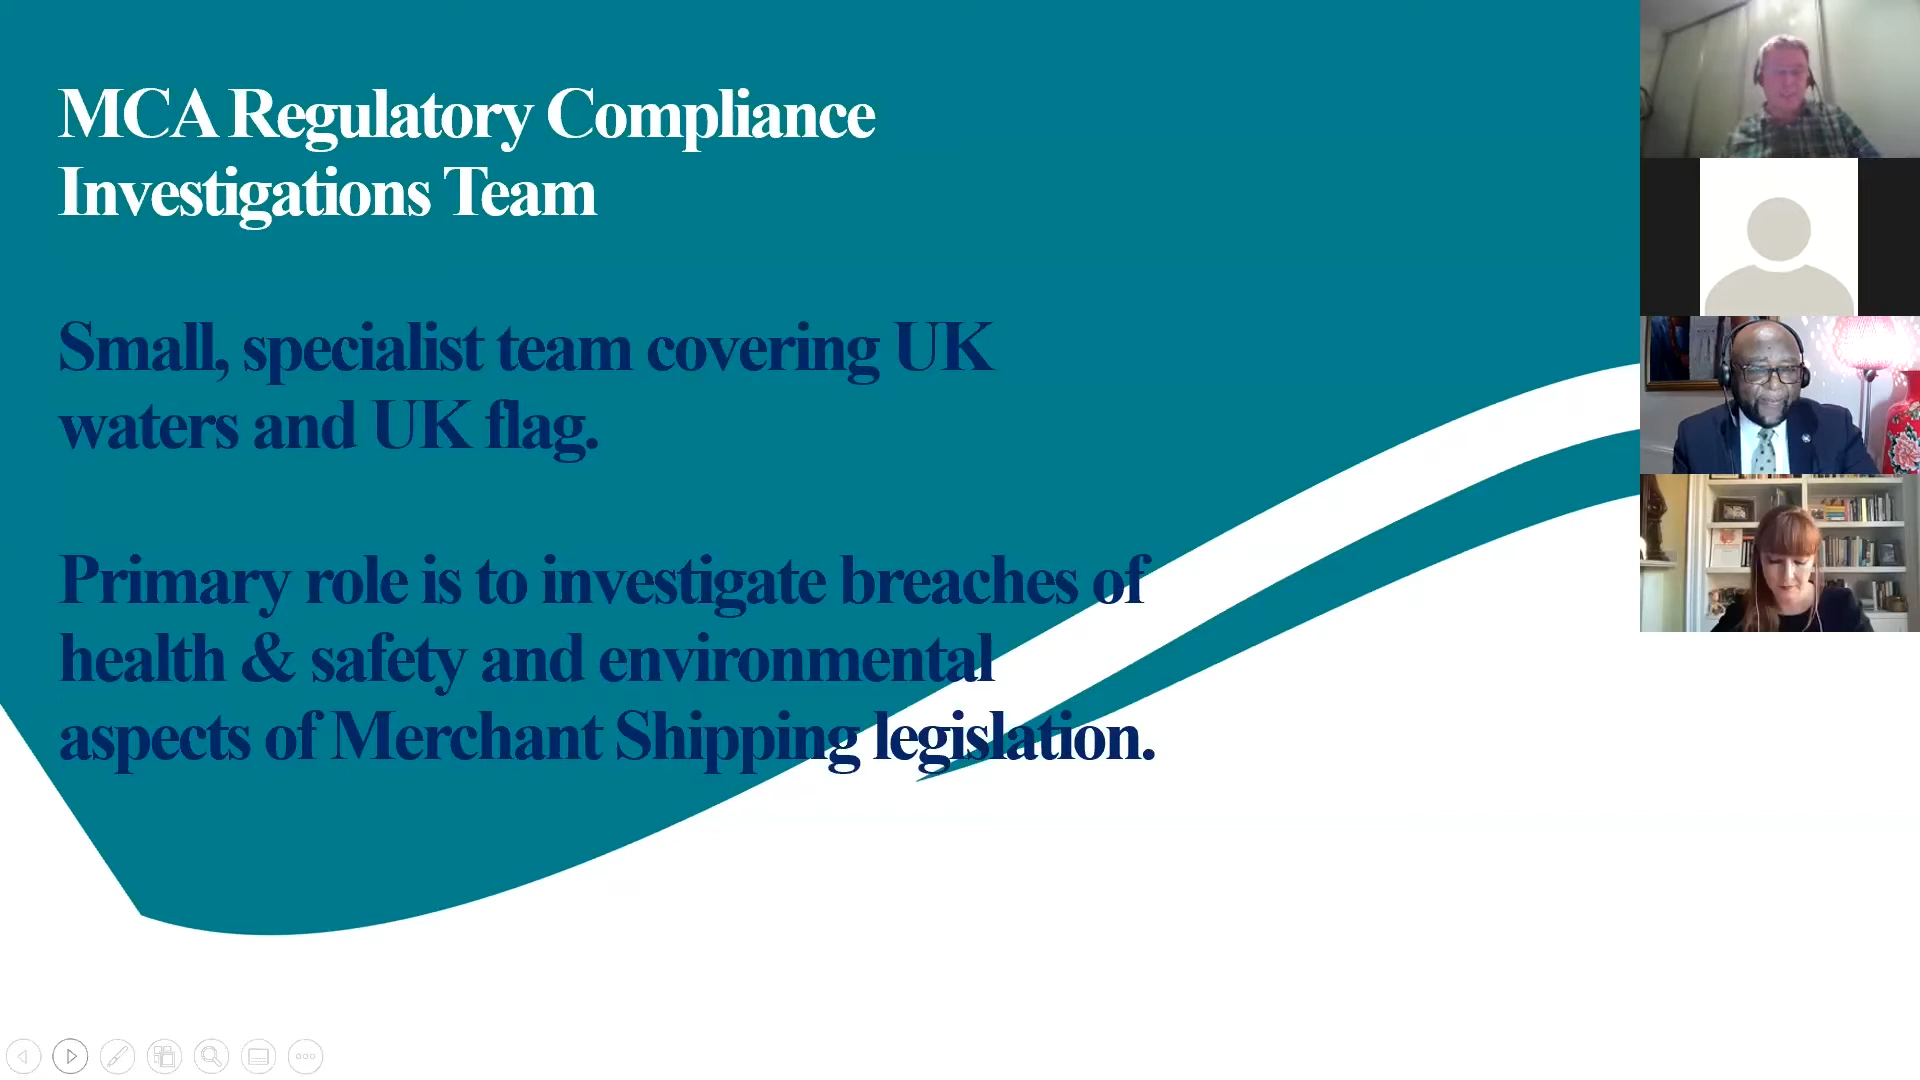 MCA Regulatory Compliance
Investigations Team
Small, specialist team covering UK
waters and UK flag.
Primary role is to investigate breaches of
health & safety and environmental
aspects of Merchant Shipping legislation.